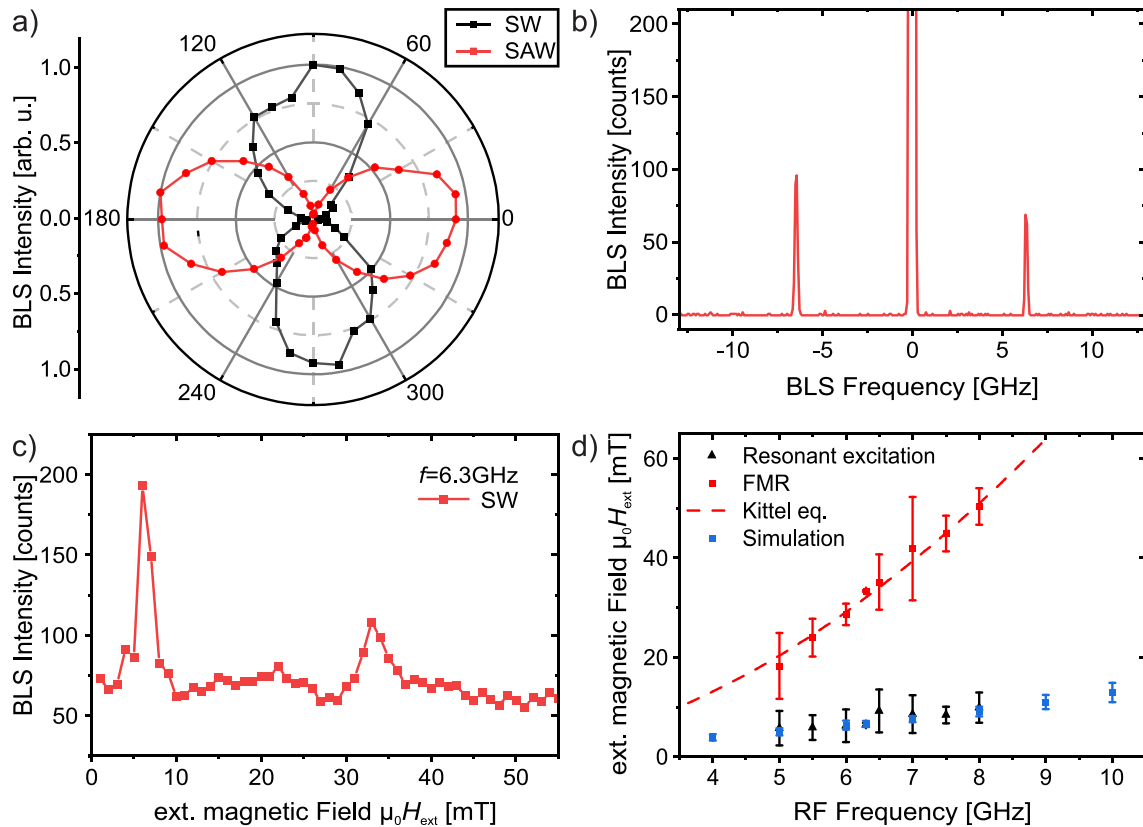 a)
SW
SAW
BLS Intensity [arb. u.]
1.0
0.5
0.0
0.5
1.0
120
60
180
0
240
300
b)
BLS Intensity [counts]
200
150
100
50
0
-10
-5
0
5
10
BLS Frequency [GHz]
c)
BLS Intensity [counts]
200
150
100
50
f=6.3GHz
SW
0
10
20
30
40
50
ext. magnetic Field μ₀Hₑₓₜ [mT]
d)
ext. magnetic Field μ₀Hₑₓₜ [mT]
60
40
20
0
Resonant excitation
FMR
Kittel eq.
Simulation
4
5
6
7
8
9
10
RF Frequency [GHz]